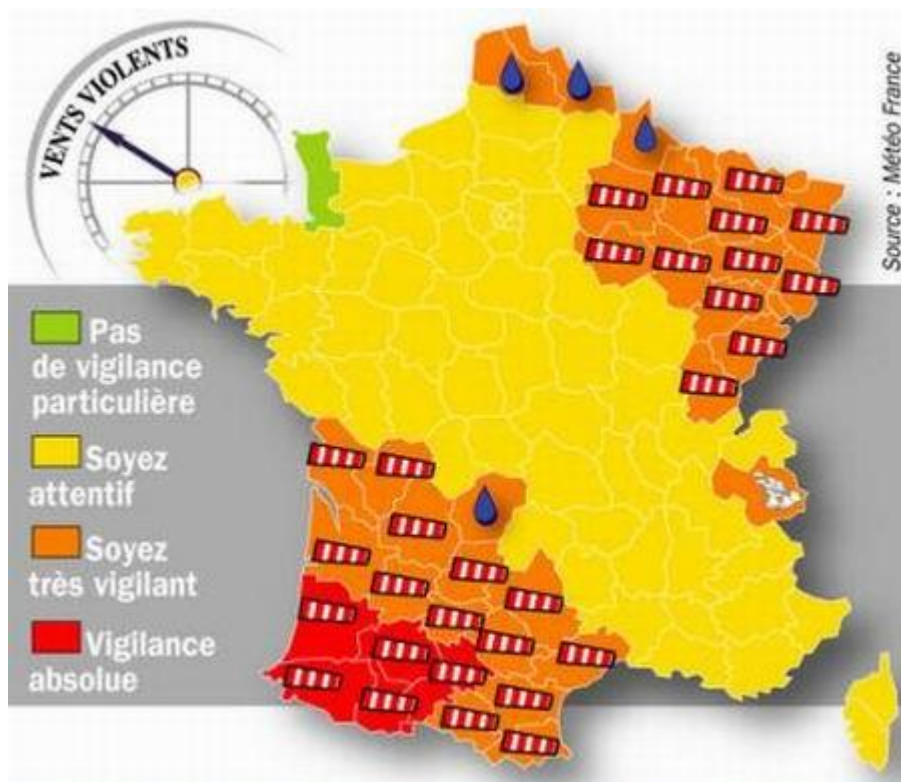 VENTS VIOLENTS
Source : Météo France
Pas
de vigilance
particulière
Soyez
attentif
Soyez
très vigilant
Vigilance
absolue